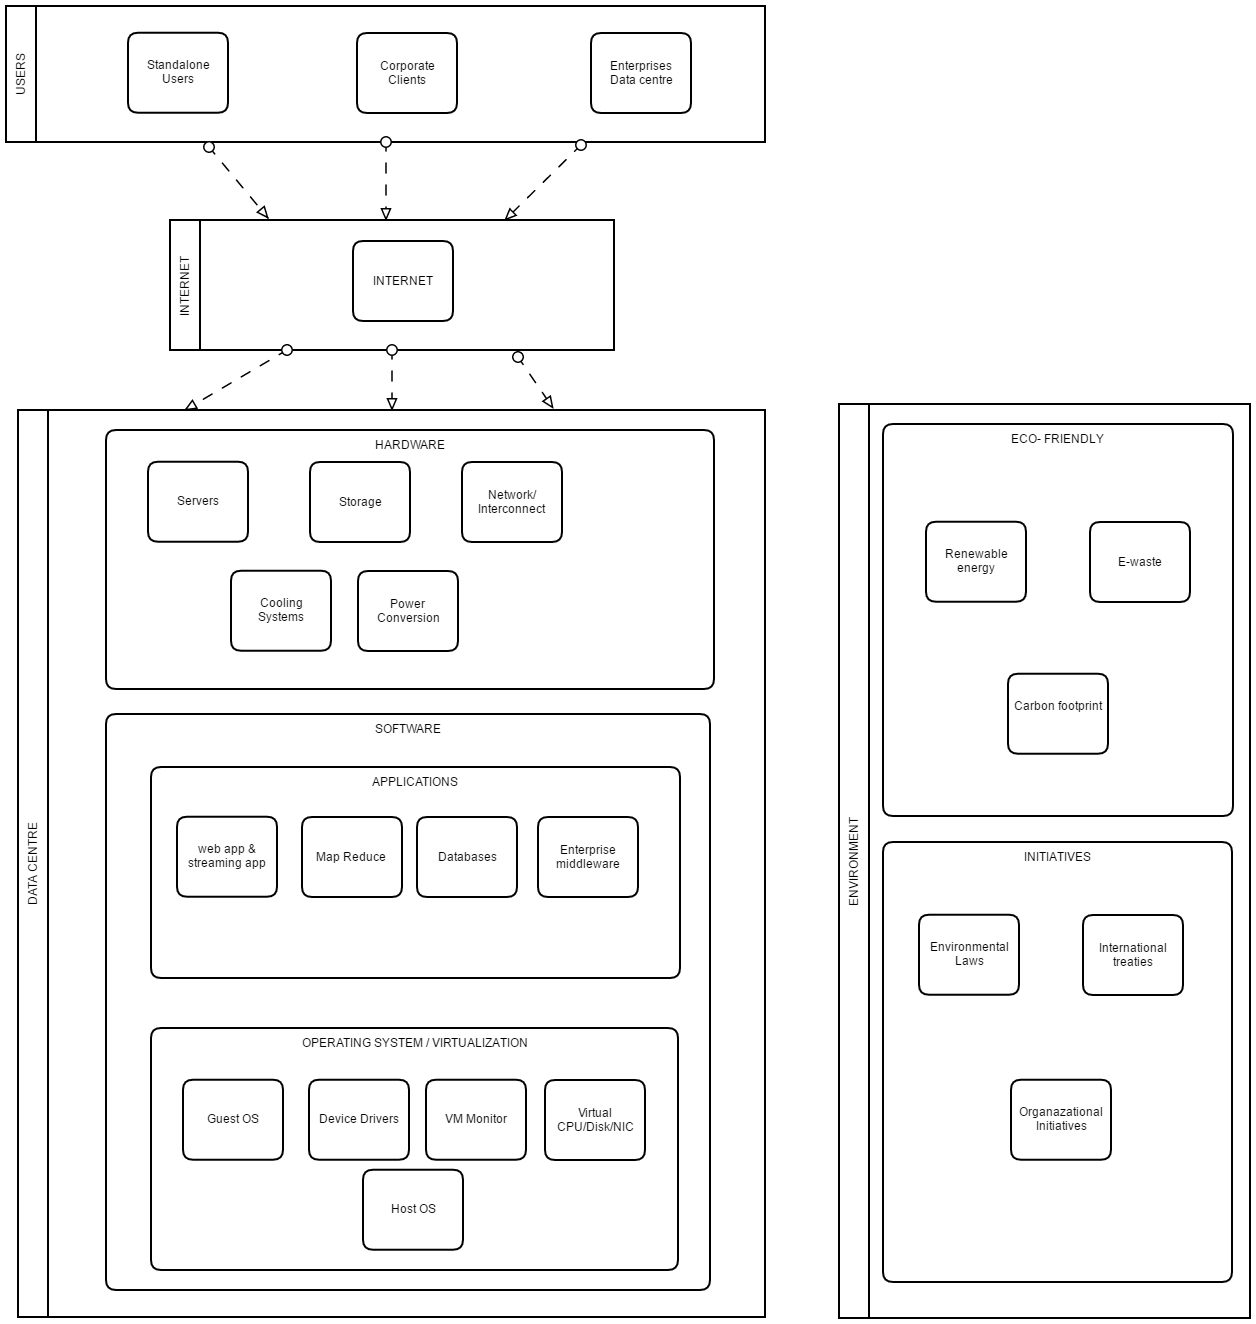 USERS
Standalone
Users
Corporate
Clients
Enterprises
Data centre
INTERNET
INTERNET
DATA CENTRE
HARDWARE
Servers
Storage
Network/
Interconnect
Cooling
Systems
Power
Conversion
SOFTWARE
APPLICATIONS
web app &
streaming app
Map Reduce
Databases
Enterprise
middleware
OPERATING SYSTEM / VIRTUALIZATION
Guest OS
Device Drivers
VM Monitor
Virtual
CPU/Disk/NIC
Host OS
ENVIRONMENT
ECO- FRIENDLY
Renewable
energy
E-waste
Carbon footprint
INITIATIVES
Environmental
Laws
International
treaties
Organazational
Initiatives